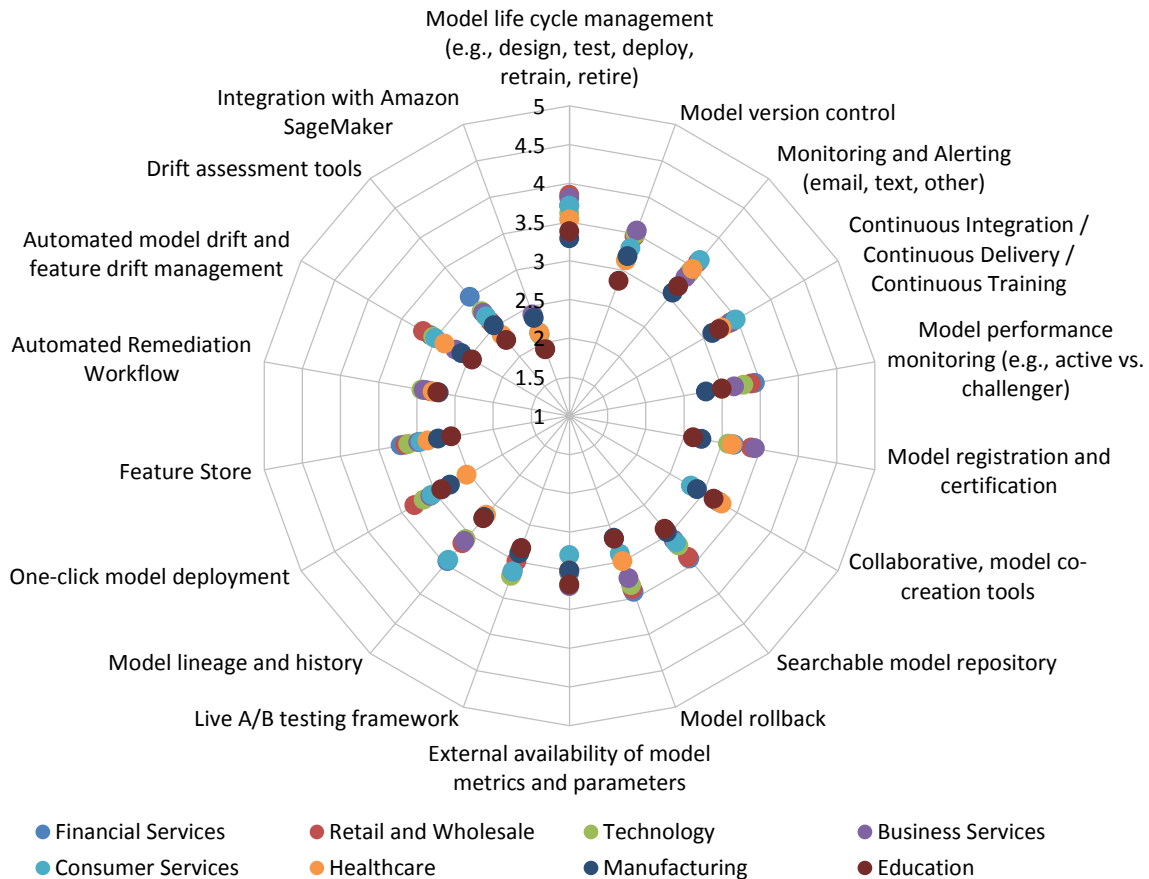 Model life cycle management
(e.g., design, test, deploy,
retrain, retire)
Integration with Amazon
SageMaker
Model version control
Drift assessment tools
Monitoring and Alerting
(email, text, other)
Automated model drift and
feature drift management
Continuous Integration /
Continuous Delivery /
Continuous Training
Automated Remediation
Workflow
Model performance
monitoring (e.g., active vs.
challenger)
Feature Store
Model registration and
certification
One-click model deployment
Collaborative, model co-
creation tools
Model lineage and history
Searchable model repository
Live A/B testing framework
Model rollback
External availability of model
metrics and parameters
5
4.5
4
3.5
3
2.5
2
1.5
1
Financial Services
Retail and Wholesale
Technology
Business Services
Consumer Services
Healthcare
Manufacturing
Education